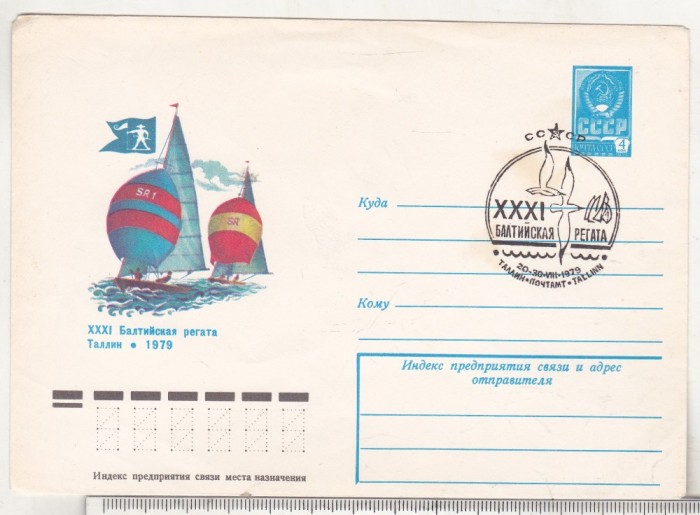 SR 1
SR
XXXI Балтийская регата
Таллин • 1979
СССР
ПОЧТА СССР 4
СССР
XXXI
БАЛТИЙСКАЯ РЕГАТА
20-30·VIII·1979
ТАЛЛИН•ПОЧТАМТ•TALLINN
Куда
Кому
Индекс предприятия связи и адрес
отправителя
Индекс предприятия связи места назначения